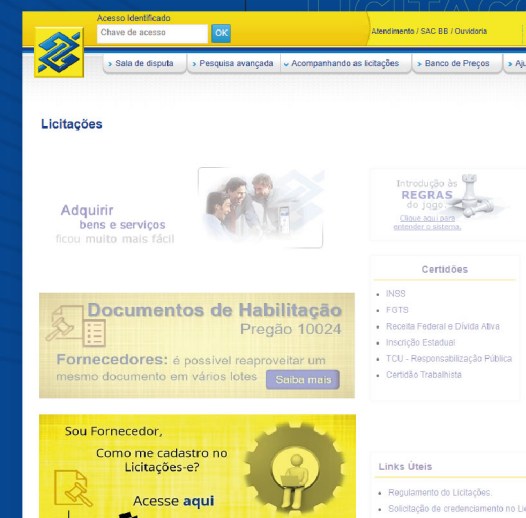 LICITAÇÕ
Acesso Identificado
Chave de acesso
OK
Atendimento / SAC BB / Ouvidoria
Sala de disputa
Pesquisa avançada
Acompanhando as licitações
Banco de Preços
Aju
Licitações
Adquirir
bens e serviços
ficou muito mais fácil
Introdução às
REGRAS
do jogo.
Clique aqui para
entender o sistema.
Certidões
INSS
FGTS
Receita Federal e Dívida Ativa
Inscrição Estadual
TCU - Responsabilização Pública
Certidão Trabalhista
Documentos de Habilitação
Pregão 10024
Fornecedores: é possível reaproveitar um
mesmo documento em vários lotes
Saiba mais
Sou Fornecedor,
Como me cadastro no
Licitações-e?
Acesse aqui
Links Úteis
Regulamento do Licitações.
Solicitação de credenciamento no Lic